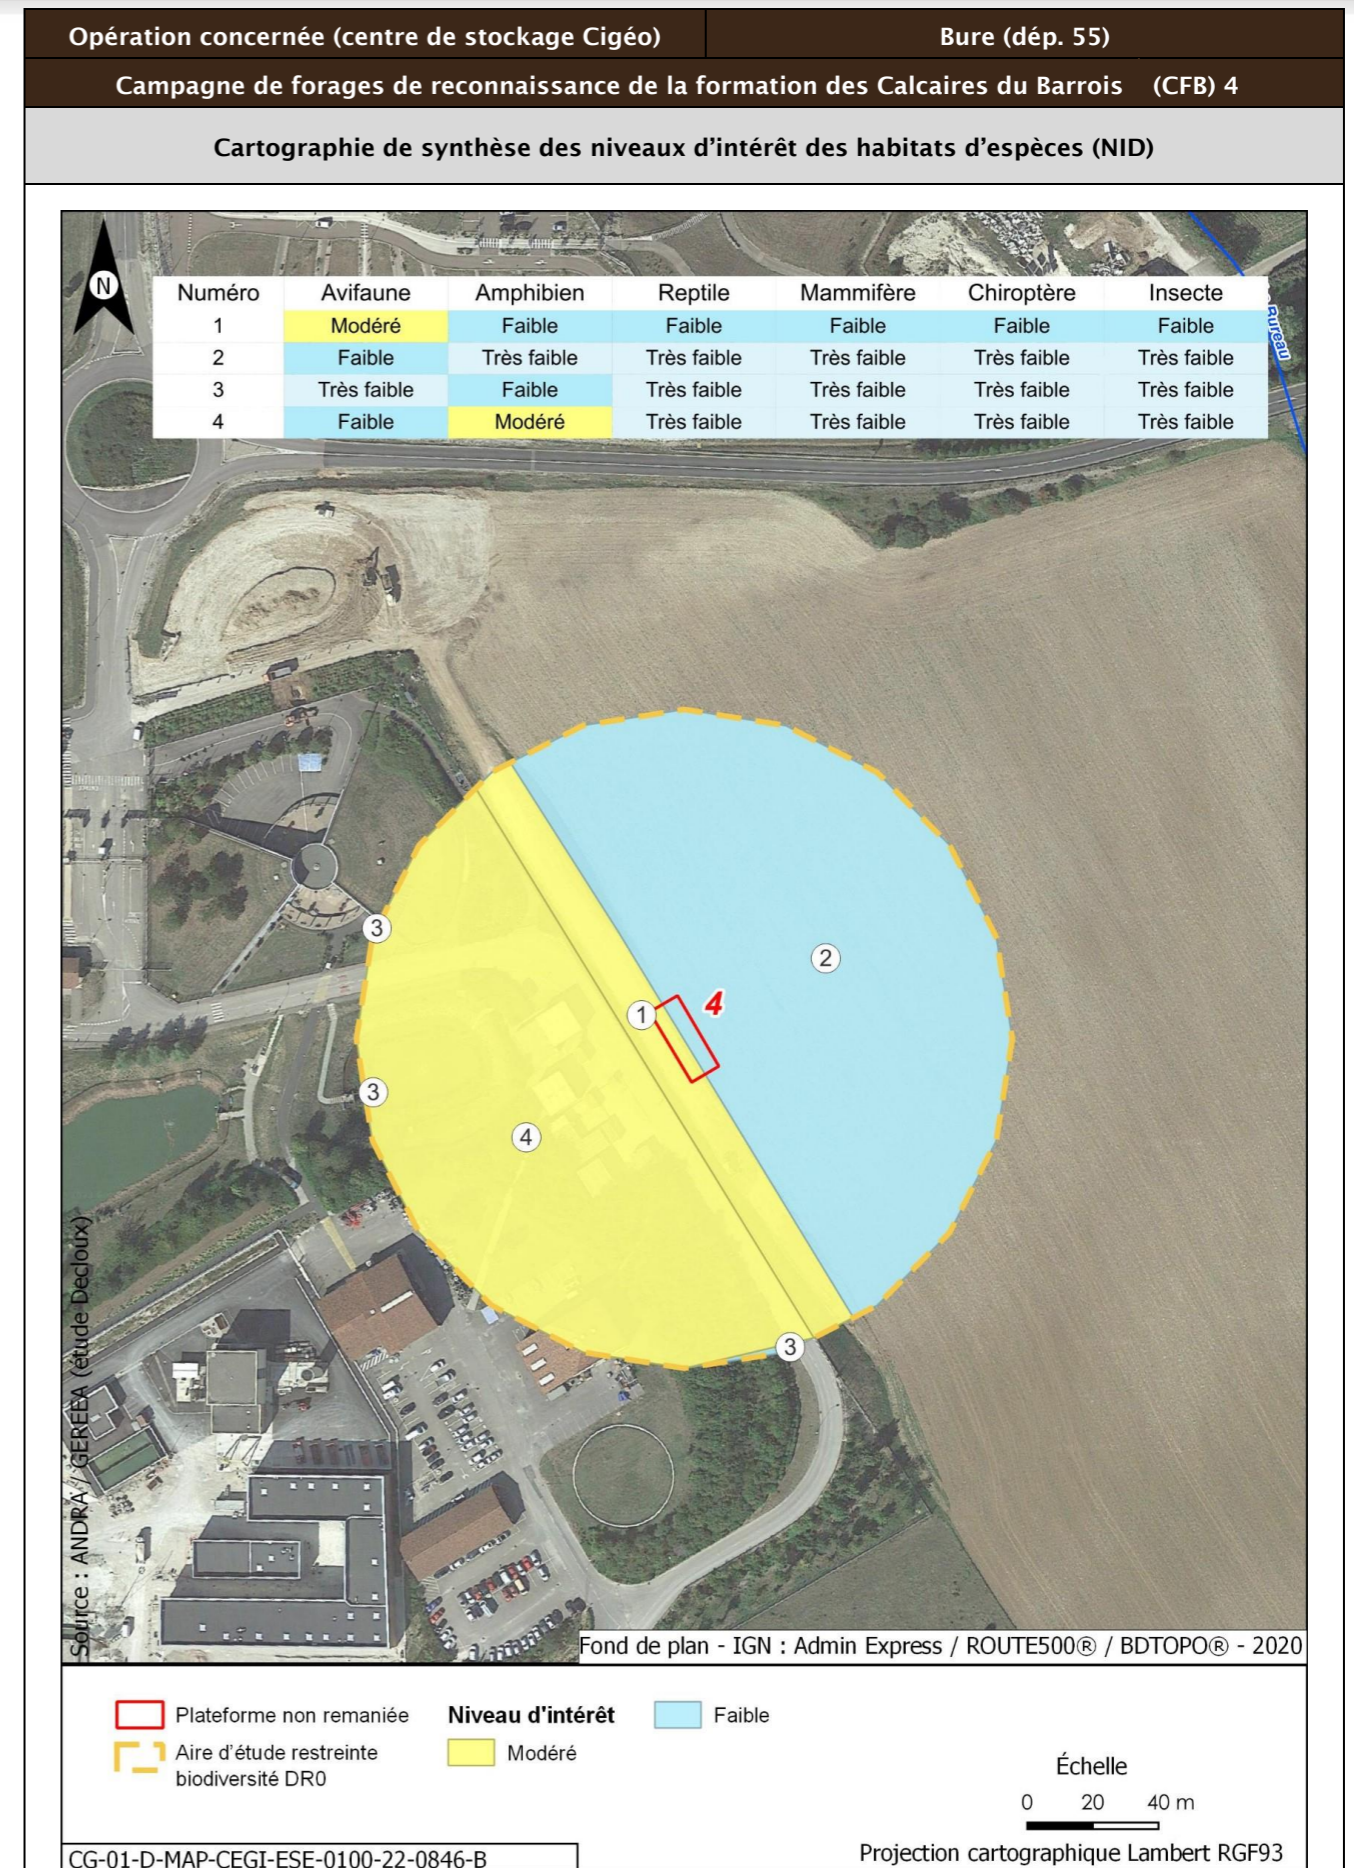 Opération concernée (centre de stockage Cigéo) Bure (dép. 55)
Campagne de forages de reconnaissance de la formation des Calcaires du Barrois (CFB) 4
Cartographie de synthèse des niveaux d'intérêt des habitats d'espèces (NID)
N
Numéro Avifaune Amphibien Reptile Mammifère Chiroptère Insecte
1 Modéré Faible Faible Faible Faible Faible
2 Faible Très faible Très faible Très faible Très faible Très faible
3 Très faible Faible Très faible Très faible Très faible Très faible
4 Faible Modéré Très faible Très faible Très faible Très faible
Bureau
3
2
4
1
3
4
3
Source : ANDRA / GEREEA (étude Decloux)
Fond de plan - IGN : Admin Express / ROUTE500® / BDTOPO® - 2020
Plateforme non remaniée
Aire d'étude restreinte
biodiversité DR0
Niveau d'intérêt
Modéré
Faible
Échelle
0 20 40 m
Projection cartographique Lambert RGF93
CG-01-D-MAP-CEGI-ESE-0100-22-0846-B